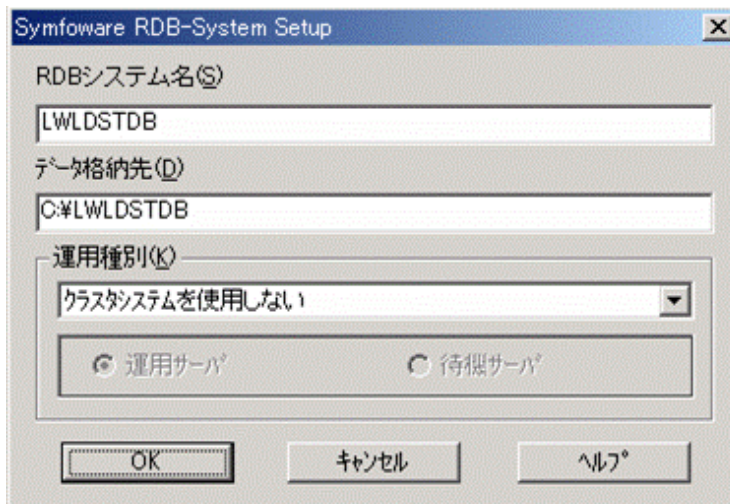 Symfoware RDB-System Setup
RDBシステム名(S)
LWLDSTDB
ﾃﾞｰﾀ格納先(D)
C:¥LWLDSTDB
運用種別(K)
ｸﾗｽﾀｼｽﾃﾑを使用しない
運用ｻｰﾊﾞ 待機ｻｰﾊﾞ
OK ｷｬﾝｾﾙ ﾍﾙﾌﾟ